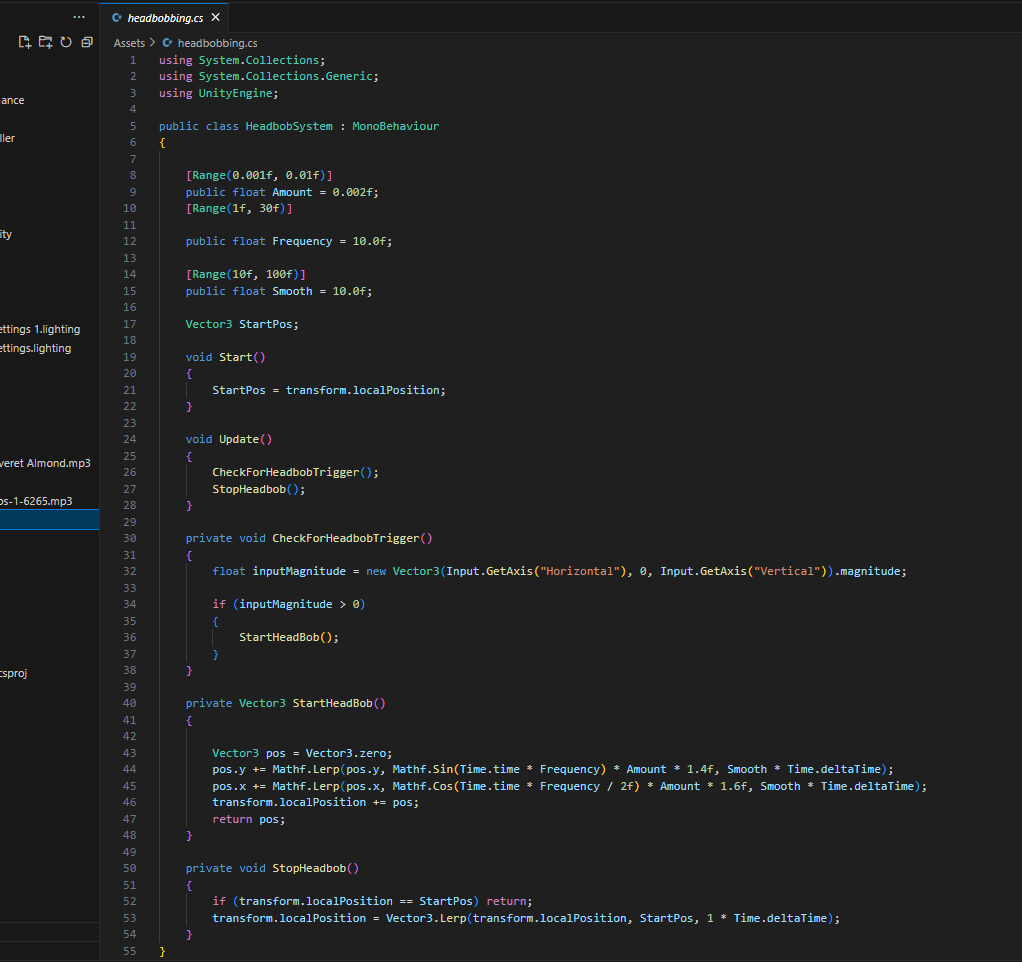 headbobbing.cs
Assets > headbobbing.cs
1 using System.Collections;
2 using System.Collections.Generic;
3 using UnityEngine;
4
5 public class HeadbobSystem : MonoBehaviour
6 {
7
8 [Range(0.001f, 0.01f)]
9 public float Amount = 0.002f;
10 [Range(1f, 30f)]
11
12 public float Frequency = 10.0f;
13
14 [Range(10f, 100f)]
15 public float Smooth = 10.0f;
16
17 Vector3 StartPos;
18
19 void Start()
20 {
21 StartPos = transform.localPosition;
22 }
23
24 void Update()
25 {
26 CheckForHeadbobTrigger();
27 StopHeadbob();
28 }
29
30 private void CheckForHeadbobTrigger()
31 {
32 float inputMagnitude = new Vector3(Input.GetAxis("Horizontal"), 0, Input.GetAxis("Vertical")).magnitude;
33
34 if (inputMagnitude > 0)
35 {
36 StartHeadBob();
37 }
38 }
39
40 private Vector3 StartHeadBob()
41 {
42
43 Vector3 pos = Vector3.zero;
44 pos.y += Mathf.Lerp(pos.y, Mathf.Sin(Time.time * Frequency) * Amount * 1.4f, Smooth * Time.deltaTime);
45 pos.x += Mathf.Lerp(pos.x, Mathf.Cos(Time.time * Frequency / 2f) * Amount * 1.6f, Smooth * Time.deltaTime);
46 transform.localPosition += pos;
47 return pos;
48 }
49
50 private void StopHeadbob()
51 {
52 if (transform.localPosition == StartPos) return;
53 transform.localPosition = Vector3.Lerp(transform.localPosition, StartPos, 1 * Time.deltaTime);
54 }
55 }
ance
ller
ity
ettings 1.lighting
ettings.lighting
veret Almond.mp3
os-1-6265.mp3
csproj